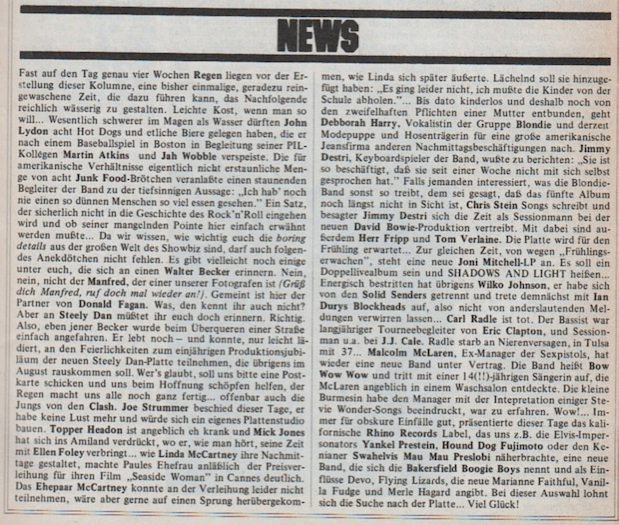 NEWS
Fast auf den Tag genau vier Wochen Regen liegen vor der Er-
stellung dieser Kolumne, eine bisher einmalige, geradezu rein-
gewaschene Zeit, die dazu führen kann, das Nachfolgende
reichlich wässerig zu gestalten. Leichte Kost, wenn man so
will... Wesentlich schwerer im Magen als Wasser dürften John
Lydon acht Hot Dogs und etliche Biere gelegen haben, die er
nach einem Baseballspiel in Boston in Begleitung seiner PIL-
Kollégen Martin Atkins und Jah Wobble verspeiste. Die für
amerikanische Verhältnisse eigentlich nicht erstaunliche Men-
ge von acht Junk Food-Brötchen veranlaßte einen staunenden
Begleiter der Band zu der tiefsinnigen Aussage: „Ich hab' noch
nie einen so dünnen Menschen so viel essen gesehen." Ein Satz,
der sicherlich nicht in die Geschichte des Rock'n'Roll eingehen
wird und ob seiner mangelnden Pointe hier einfach erwähnt
werden mußte... Da wir wissen, wie wichtig euch die boring
details aus der großen Welt des Showbiz sind, darf auch folgen-
des Anekdötchen nicht fehlen. Es gibt vielleicht noch einige
unter euch, die sich an einen Walter Becker erinnern. Nein,
nein, nicht der Manfred, der einer unserer Fotografen ist (Grüß
dich Manfred, ruf doch mal wieder an!). Gemeint ist hier der
Partner von Donald Fagan. Was, den kennt ihr auch nicht?
Aber an Steely Dan müßtet ihr euch doch erinnern. Richtig.
Also, eben jener Becker wurde beim Überqueren einer Straße
einfach angefahren. Er lebt noch – und konnte, nur leicht lä-
diert, an den Feierlichkeiten zum einjährigen Produktionsjubi-
läum der neuen Steely Dan-Platte teilnehmen, die übrigens im
August rauskommen soll. Wer's glaubt, soll uns bitte eine Post-
karte schicken und uns beim Hoffnung schöpfen helfen, der
Regen macht uns alle noch ganz fertig... offenbar auch die
Jungs von den Clash. Joe Strummer beschied dieser Tage, er
habe keine Lust mehr und würde sich ein eigenes Plattenstudio
bauen. Topper Headon ist angeblich eh krank und Mick Jones
hat sich ins Amiland verdrückt, wo er, wie man hört, seine Zeit
mit Ellen Foley verbringt... wie Linda McCartney ihre Nachmit-
tage gestaltet, machte Paules Ehefrau anläßlich der Preisver-
leihung für ihren Film „Seaside Woman" in Cannes deutlich.
Das Ehepaar McCartney konnte an der Verleihung leider nicht
teilnehmen, wäre aber gerne auf einen Sprung herübergekom-
men, wie Linda sich später äußerte. Lächelnd soll sie hinzuge-
fügt haben: „Es ging leider nicht, ich mußte die Kinder von der
Schule abholen."... Bis dato kinderlos und deshalb noch von
den zweifelhaften Pflichten einer Mutter entbunden, geht
Debborah Harry, Vokalistin der Gruppe Blondie und derzeit
Modepuppe und Hosenträgerin für eine große amerikanische
Jeansfirma anderen Nachmittagsbeschäftigungen nach. Jimmy
Destri, Keyboardspieler der Band, wußte zu berichten: „Sie ist
so beschäftigt, daß sie seit einer Woche nicht mit sich selbst
gesprochen hat." Falls jemanden interessiert, was die Blondie-
Band sonst so treibt, dem sei gesagt, daß das fünfte Album
noch längst nicht in Sicht ist, Chris Stein Songs schreibt und
besagter Jimmy Destri sich die Zeit als Sessionmann bei der
neuen David Bowie-Produktion vertreibt. Mit dabei sind au-
ßerdem Herr Fripp und Tom Verlaine. Die Platte wird für den
Frühling erwartet... Zur gleichen Zeit, von wegen „Frühlings-
erwachen", steht eine neue Joni Mitchell-LP an. Es soll ein
Doppellivealbum sein und SHADOWS AND LIGHT heißen...
Energisch bestritten hat übrigens Wilko Johnson, er habe sich
von den Solid Senders getrennt und trete demnächst mit Ian
Durys Blockheads auf, also nicht von anderslautenden Mel-
dungen verwirren lassen... Carl Radle ist tot. Der Bassist war
langjähriger Tourneebegleiter von Eric Clapton, und Session-
man u.a. bei J.J. Cale. Radle starb an Nierenversagen, in Tulsa
mit 37... Malcolm McLaren, Ex-Manager der Sexpistols, hat
wieder eine neue Band unter Vertrag. Die Band heißt Bow
Wow Wow und tritt mit einer 14(!!)-jährigen Sängerin auf, die
McLaren angeblich in einem Waschsalon entdeckte. Die kleine
Burmesin habe den Manager mit der Intepretation einiger Ste-
vie Wonder-Songs beeindruckt, war zu erfahren. Wow!... Im-
mer für obskure Einfälle gut, präsentierte dieser Tage das kali-
fornische Rhino Records Label, das uns z.B. die Elvis-Imper-
sonators Yankel Prestein, Hound Dog Fujimoto oder den Ke-
nianer Swahelvis Mau Mau Preslobi näherbrachte, eine neue
Band, die sich die Bakersfield Boogie Boys nennt und als Ein-
flüsse Devo, Flying Lizards, die neue Marianne Faithful, Vanil-
la Fudge und Merle Hagard angibt. Bei dieser Auswahl lohnt
sich die Suche nach der Platte... Viel Glück!